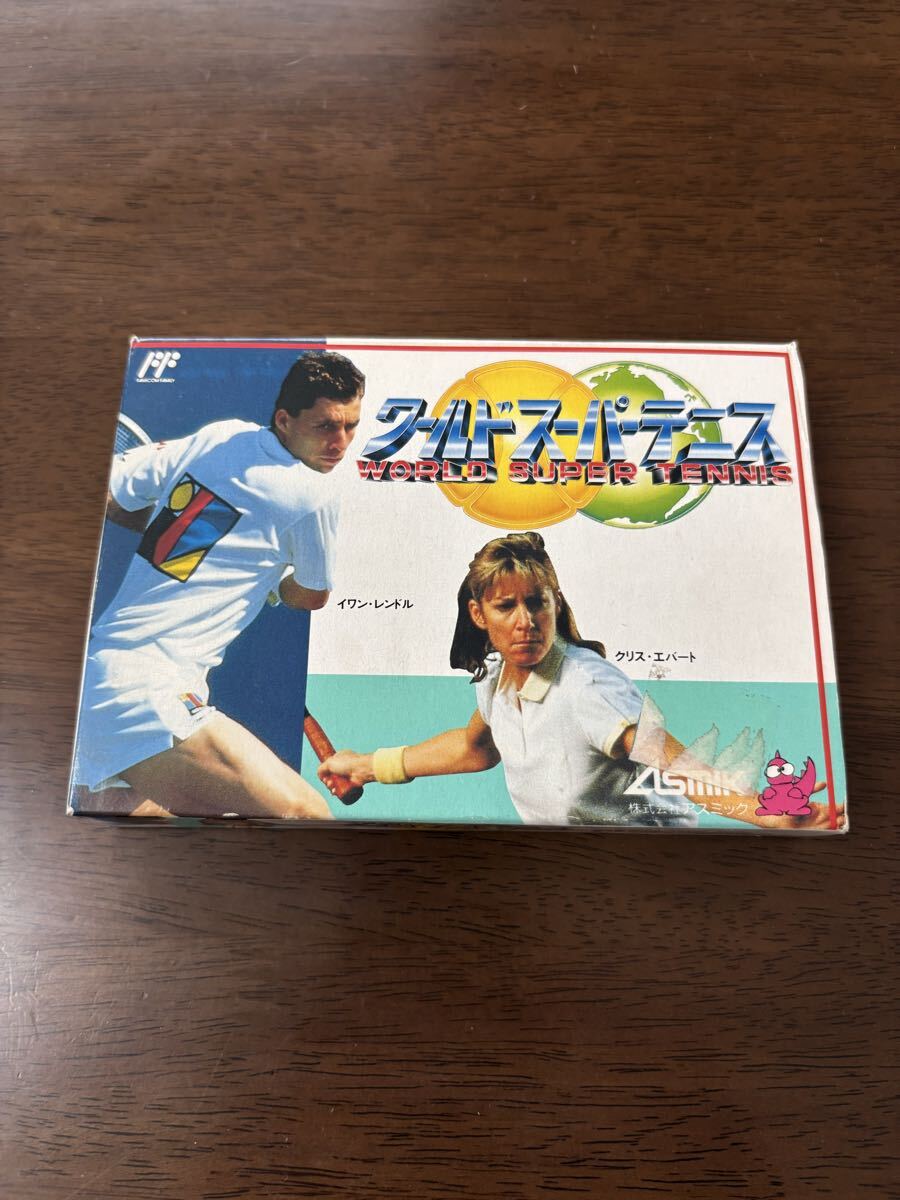 FAMICOM FAMILY
ワールドスーパーテニス
WORLD SUPER TENNIS
イワン・レンドル
クリス・エバート
ASMIK
株式会社アスミック